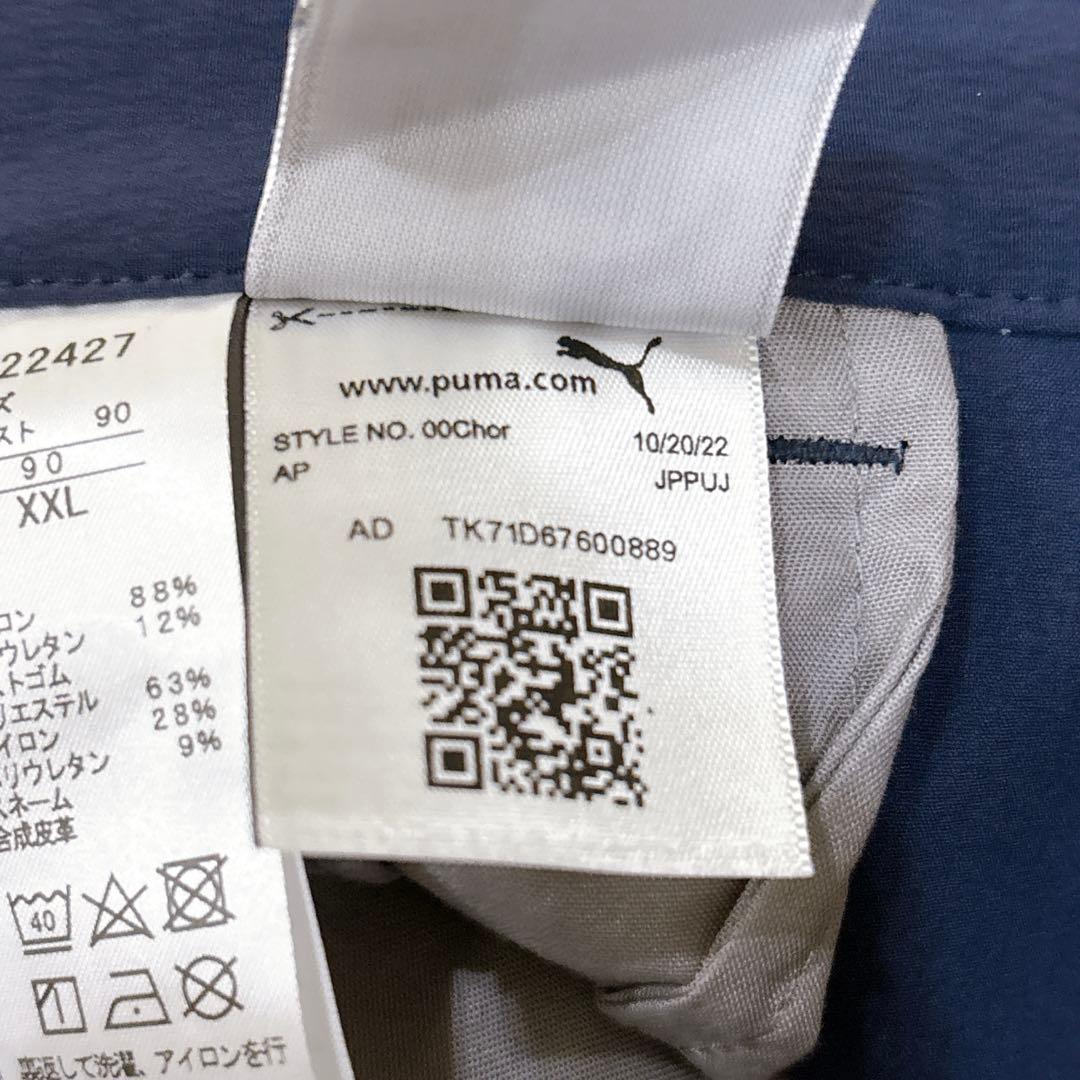 22427
ズ
スト 90
90
XXL
88%
ロン 12%
ウレタン
ストゴム
リエステル 63%
イロン 28%
リウレタン 9%
スネーム
合成皮革
40
裏返して洗濯、アイロンを行
www.puma.com
STYLE NO. 00Chor 10/20/22
AP JPPUJ
AD TK71D67600889